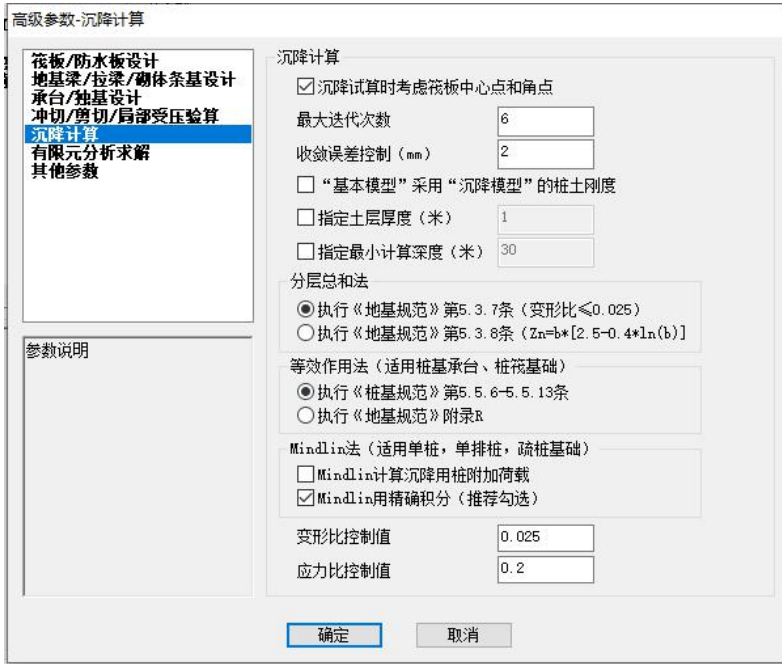 高级参数-沉降计算
筏板/防水板设计
地基梁/拉梁/砌体条基设计
承台/独基设计
冲切/剪切/局部受压验算
沉降计算
有限元分析求解
其他参数
参数说明
沉降计算
沉降试算时考虑筏板中心点和角点
最大迭代次数 6
收敛误差控制（mm） 2
“基本模型”采用“沉降模型”的桩土刚度
指定土层厚度（米） 1
指定最小计算深度（米） 30
分层总和法
执行《地基规范》第5.3.7条（变形比≤0.025）
执行《地基规范》第5.3.8条（Zn=b*[2.5-0.4*ln(b)]
等效作用法（适用桩基承台、桩筏基础）
执行《桩基规范》第5.5.6-5.5.13条
执行《地基规范》附录R
Mindlin法（适用单桩，单排桩，疏桩基础）
Mindlin计算沉降用桩附加荷载
Mindlin用精确积分（推荐勾选）
变形比控制值 0.025
应力比控制值 0.2
确定 取消